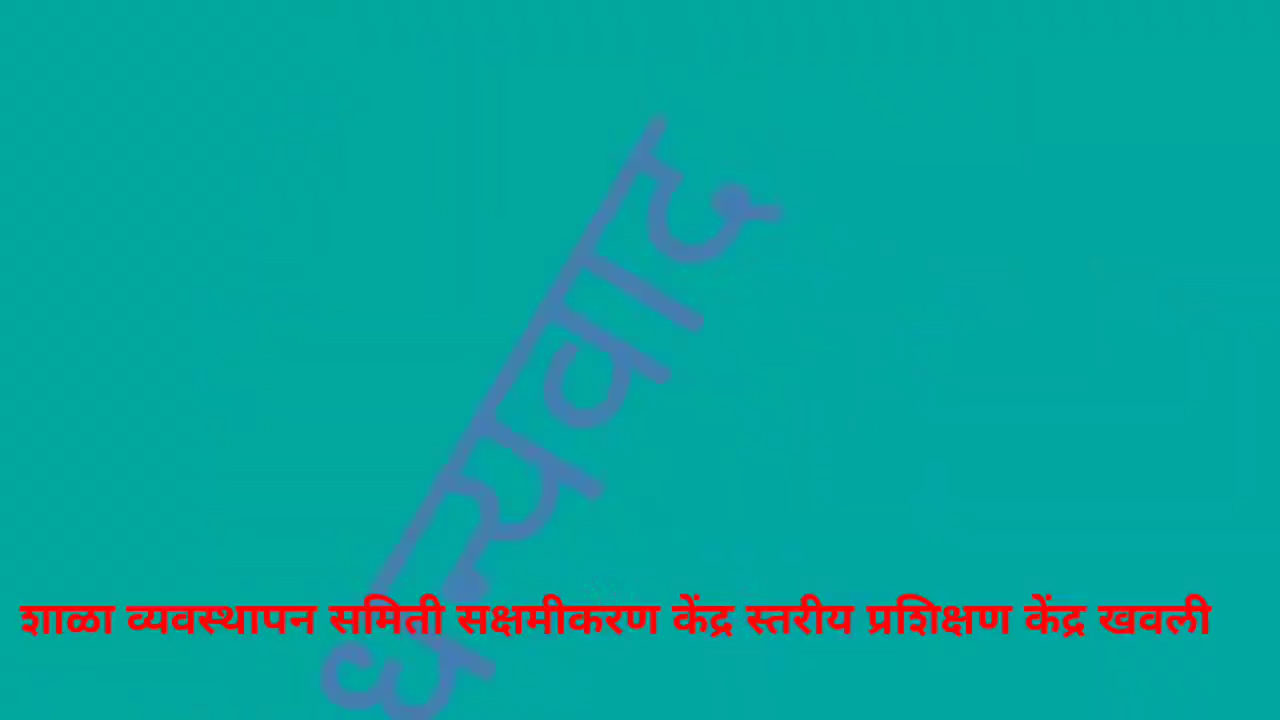 धन्यवाद
शाळा व्यवस्थापन समिती सक्षमीकरण केंद्र स्तरीय प्रशिक्षण केंद्र खवली